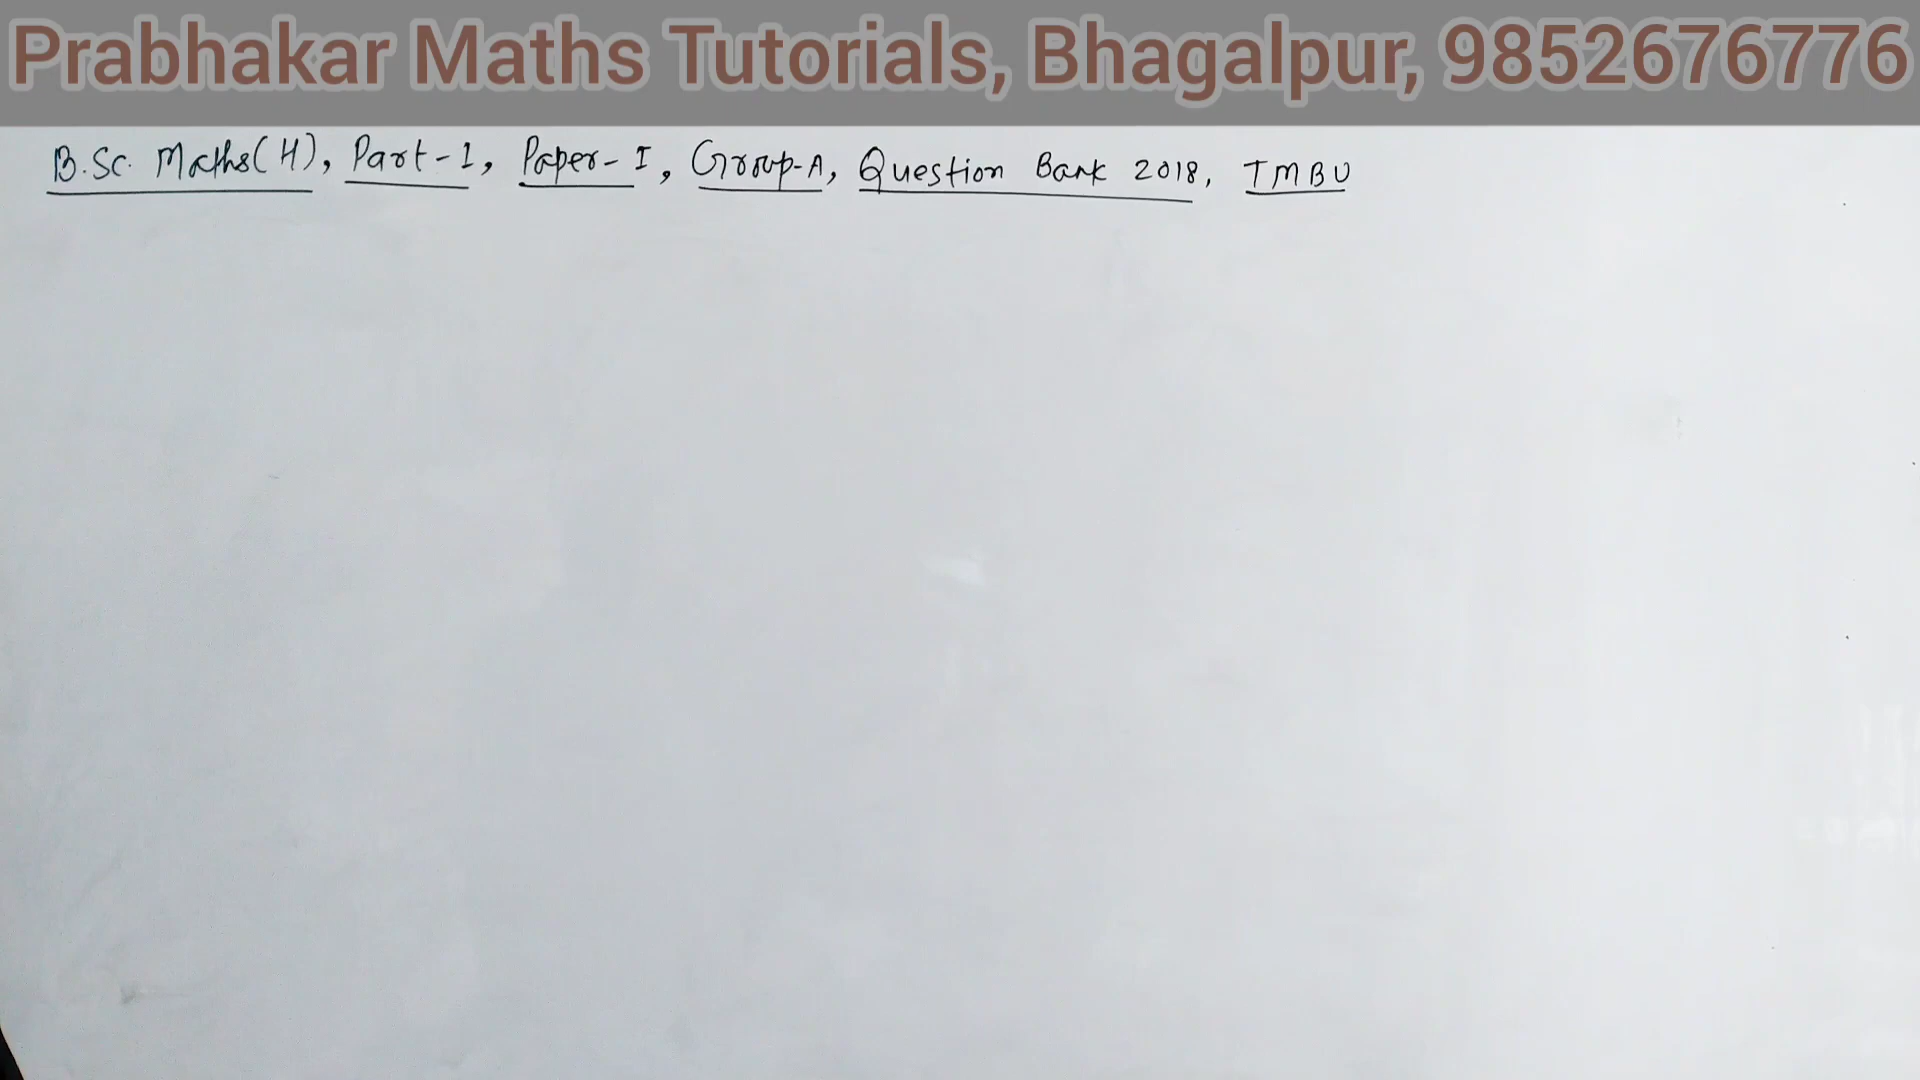 Prabhakar Maths Tutorials, Bhagalpur, 9852676776
B.Sc. Maths(H), Part-1, Paper-I, Group-A, Question Bank 2018, TMBU